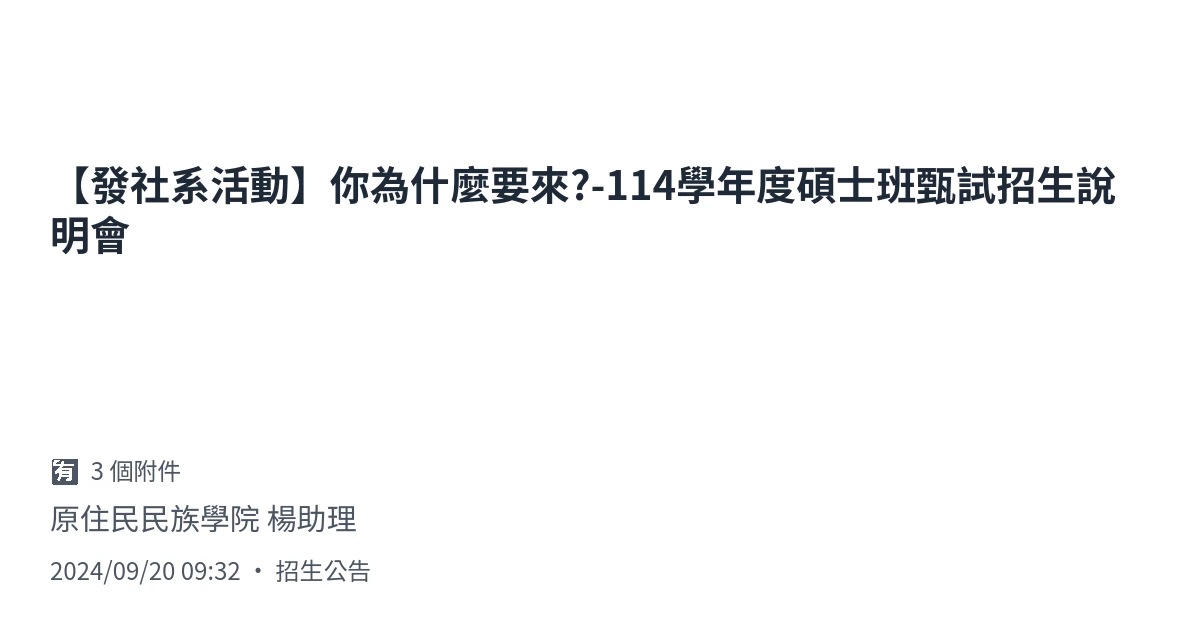 【發社系活動】你為什麼要來?-114學年度碩士班甄試招生說
明會
有 3 個附件
原住民民族學院 楊助理
2024/09/20 09:32 • 招生公告